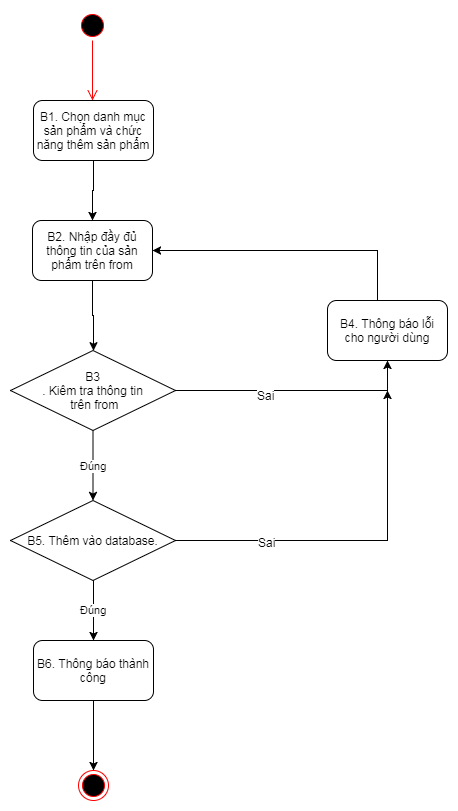 B1. Chọn danh mục
sản phẩm và chức
năng thêm sản phẩm
B2. Nhập đầy đủ
thông tin của sản
phẩm trên from
B4. Thông báo lỗi
cho người dùng
B3
. Kiêm tra thông tin
trên from
Sai
Đúng
B5. Thêm vào database.
Sai
Đúng
B6. Thông báo thành
công